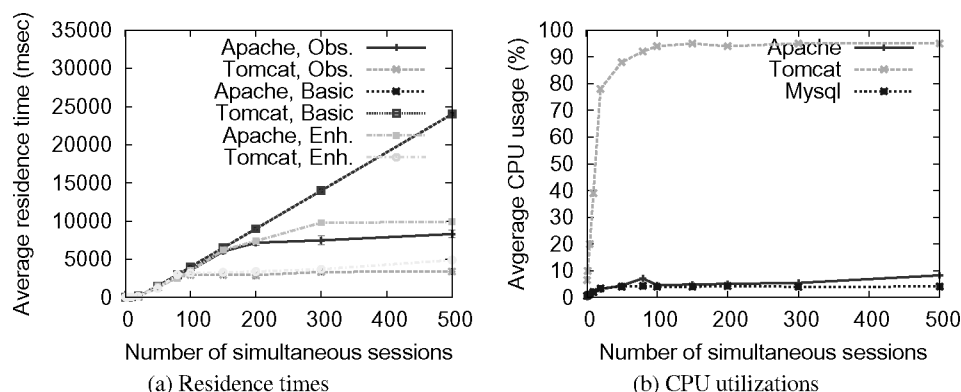 35000
30000
25000
20000
15000
10000
5000
0
Average residence time (msec)
Apache, Obs.
Tomcat, Obs.
Apache, Basic
Tomcat, Basic
Apache, Enh.
Tomcat, Enh.
0 100 200 300 400 500
Number of simultaneous sessions
(a) Residence times
100
90
80
70
60
50
40
30
20
10
0
Avgerage CPU usage (%)
Apache
Tomcat
Mysql
0 100 200 300 400 500
Number of simultaneous sessions
(b) CPU utilizations